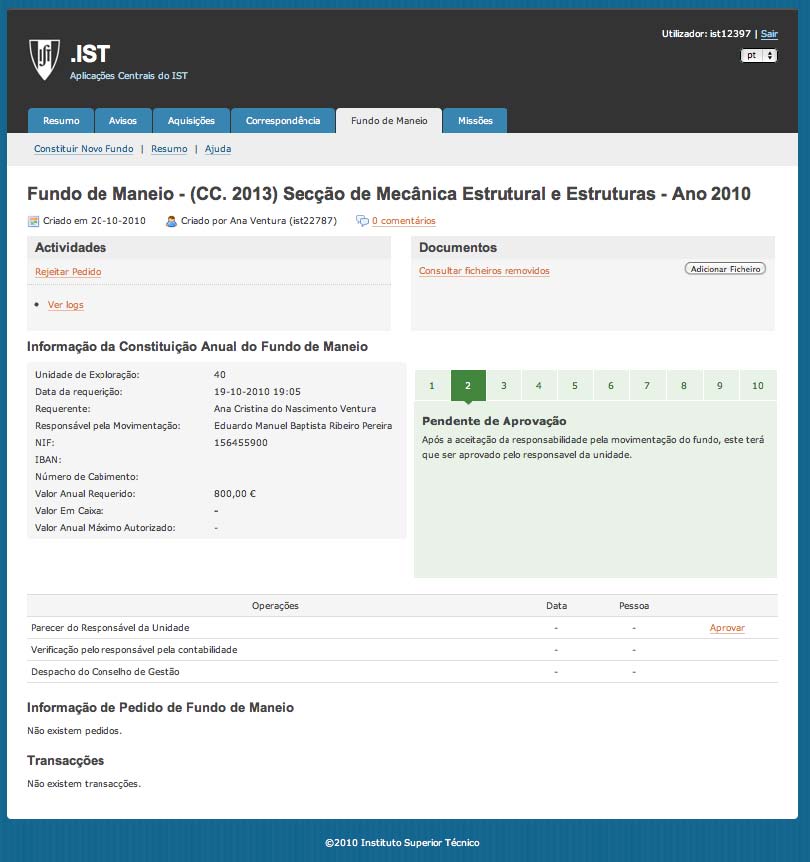 Utilizador: ist12397 | Sair
pt
.IST
Aplicações Centrais do IST
Resumo Avisos Aquisições Correspondência Fundo de Maneio Missões
Constituir Novo Fundo | Resumo | Ajuda
Fundo de Maneio - (CC. 2013) Secção de Mecânica Estrutural e Estruturas - Ano 2010
Criado em 20-10-2010 Criado por Ana Ventura (ist22787) 0 comentários
Actividades
Rejeitar Pedido
Ver logs
Documentos
Consultar ficheiros removidos Adicionar Ficheiro
Informação da Constituição Anual do Fundo de Maneio
Unidade de Exploração: 40
Data da requerição: 19-10-2010 19:05
Requerente: Ana Cristina do Nascimento Ventura
Responsável pela Movimentação: Eduardo Manuel Baptista Ribeiro Pereira
NIF: 156455900
IBAN:
Número de Cabimento:
Valor Anual Requerido: 800,00 €
Valor Em Caixa: -
Valor Anual Máximo Autorizado: -
1 2 3 4 5 6 7 8 9 10
Pendente de Aprovação
Após a aceitação da responsabilidade pela movimentação do fundo, este terá
que ser aprovado pelo responsavel da unidade.
Operações Data Pessoa
Parecer do Responsável da Unidade - - Aprovar
Verificação pelo responsável pela contabilidade - -
Despacho do Conselho de Gestão - -
Informação de Pedido de Fundo de Maneio
Não existem pedidos.
Transacções
Não existem transacções.
©2010 Instituto Superior Técnico